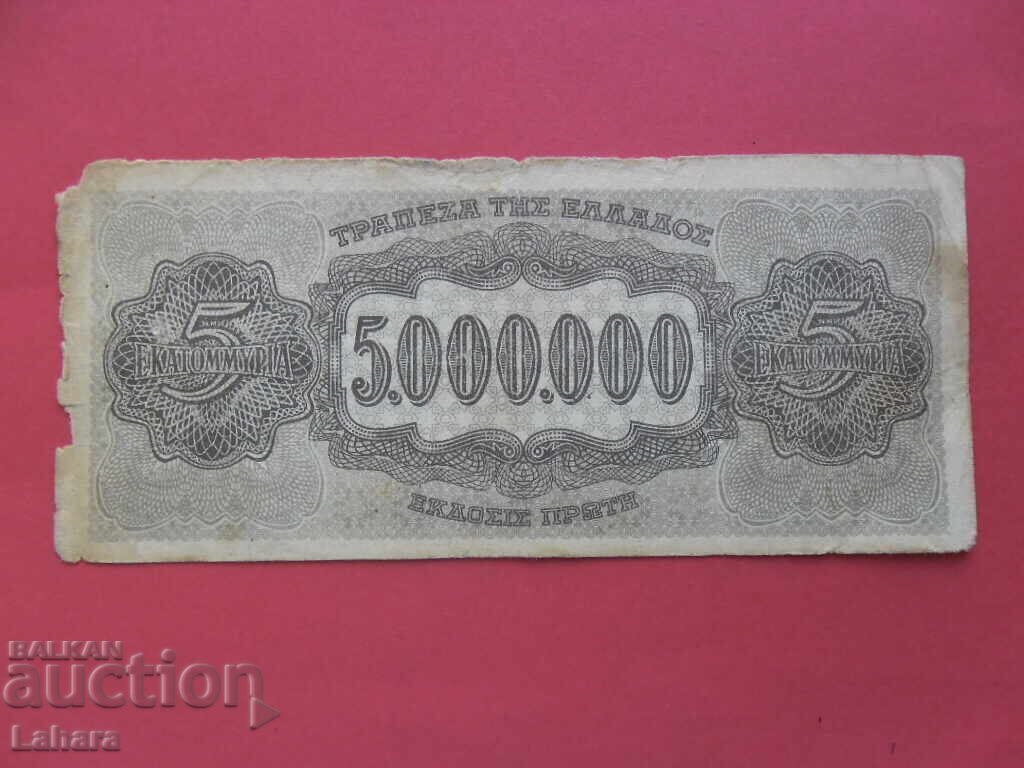 ΤΡΑΠΕΖΑ ΤΗΣ ΕΛΛΑΔΟΣ
5
ΕΚΑΤΟΜΜΥΡΙΑ
5.000.000
5
ΕΚΑΤΟΜΜΥΡΙΑ
ΕΚΔΟΣΙΣ ΠΡΩΤΗ
BALKAN
auction
Lahara